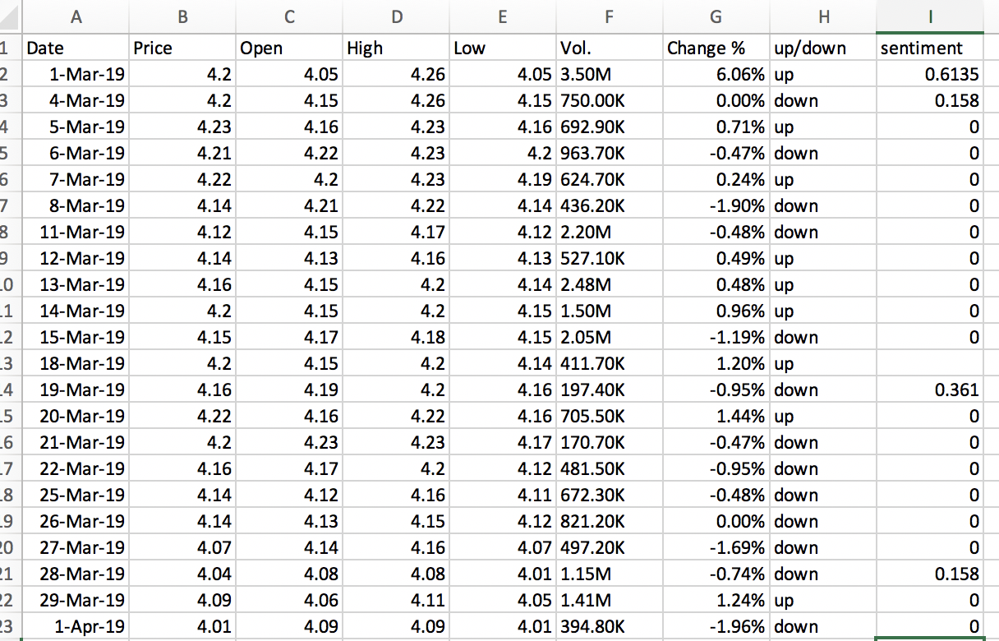 A B C D E F G H I
1 Date Price Open High Low Vol. Change % up/down sentiment
2 1-Mar-19 4.2 4.05 4.26 4.05 3.50M 6.06% up 0.6135
3 4-Mar-19 4.2 4.15 4.26 4.15 750.00K 0.00% down 0.158
4 5-Mar-19 4.23 4.16 4.23 4.16 692.90K 0.71% up 0
5 6-Mar-19 4.21 4.22 4.23 4.2 963.70K -0.47% down 0
6 7-Mar-19 4.22 4.2 4.23 4.19 624.70K 0.24% up 0
7 8-Mar-19 4.14 4.21 4.22 4.14 436.20K -1.90% down 0
8 11-Mar-19 4.12 4.15 4.17 4.12 2.20M -0.48% down 0
9 12-Mar-19 4.14 4.13 4.16 4.13 527.10K 0.49% up 0
10 13-Mar-19 4.16 4.15 4.2 4.14 2.48M 0.48% up 0
11 14-Mar-19 4.2 4.15 4.2 4.15 1.50M 0.96% up 0
12 15-Mar-19 4.15 4.17 4.18 4.15 2.05M -1.19% down 0
13 18-Mar-19 4.2 4.15 4.2 4.14 411.70K 1.20% up
14 19-Mar-19 4.16 4.19 4.2 4.16 197.40K -0.95% down 0.361
15 20-Mar-19 4.22 4.16 4.22 4.16 705.50K 1.44% up 0
16 21-Mar-19 4.2 4.23 4.23 4.17 170.70K -0.47% down 0
17 22-Mar-19 4.16 4.17 4.2 4.12 481.50K -0.95% down 0
18 25-Mar-19 4.14 4.12 4.16 4.11 672.30K -0.48% down 0
19 26-Mar-19 4.14 4.13 4.15 4.12 821.20K 0.00% down 0
20 27-Mar-19 4.07 4.14 4.16 4.07 497.20K -1.69% down 0
21 28-Mar-19 4.04 4.08 4.08 4.01 1.15M -0.74% down 0.158
22 29-Mar-19 4.09 4.06 4.11 4.05 1.41M 1.24% up 0
23 1-Apr-19 4.01 4.09 4.09 4.01 394.80K -1.96% down 0